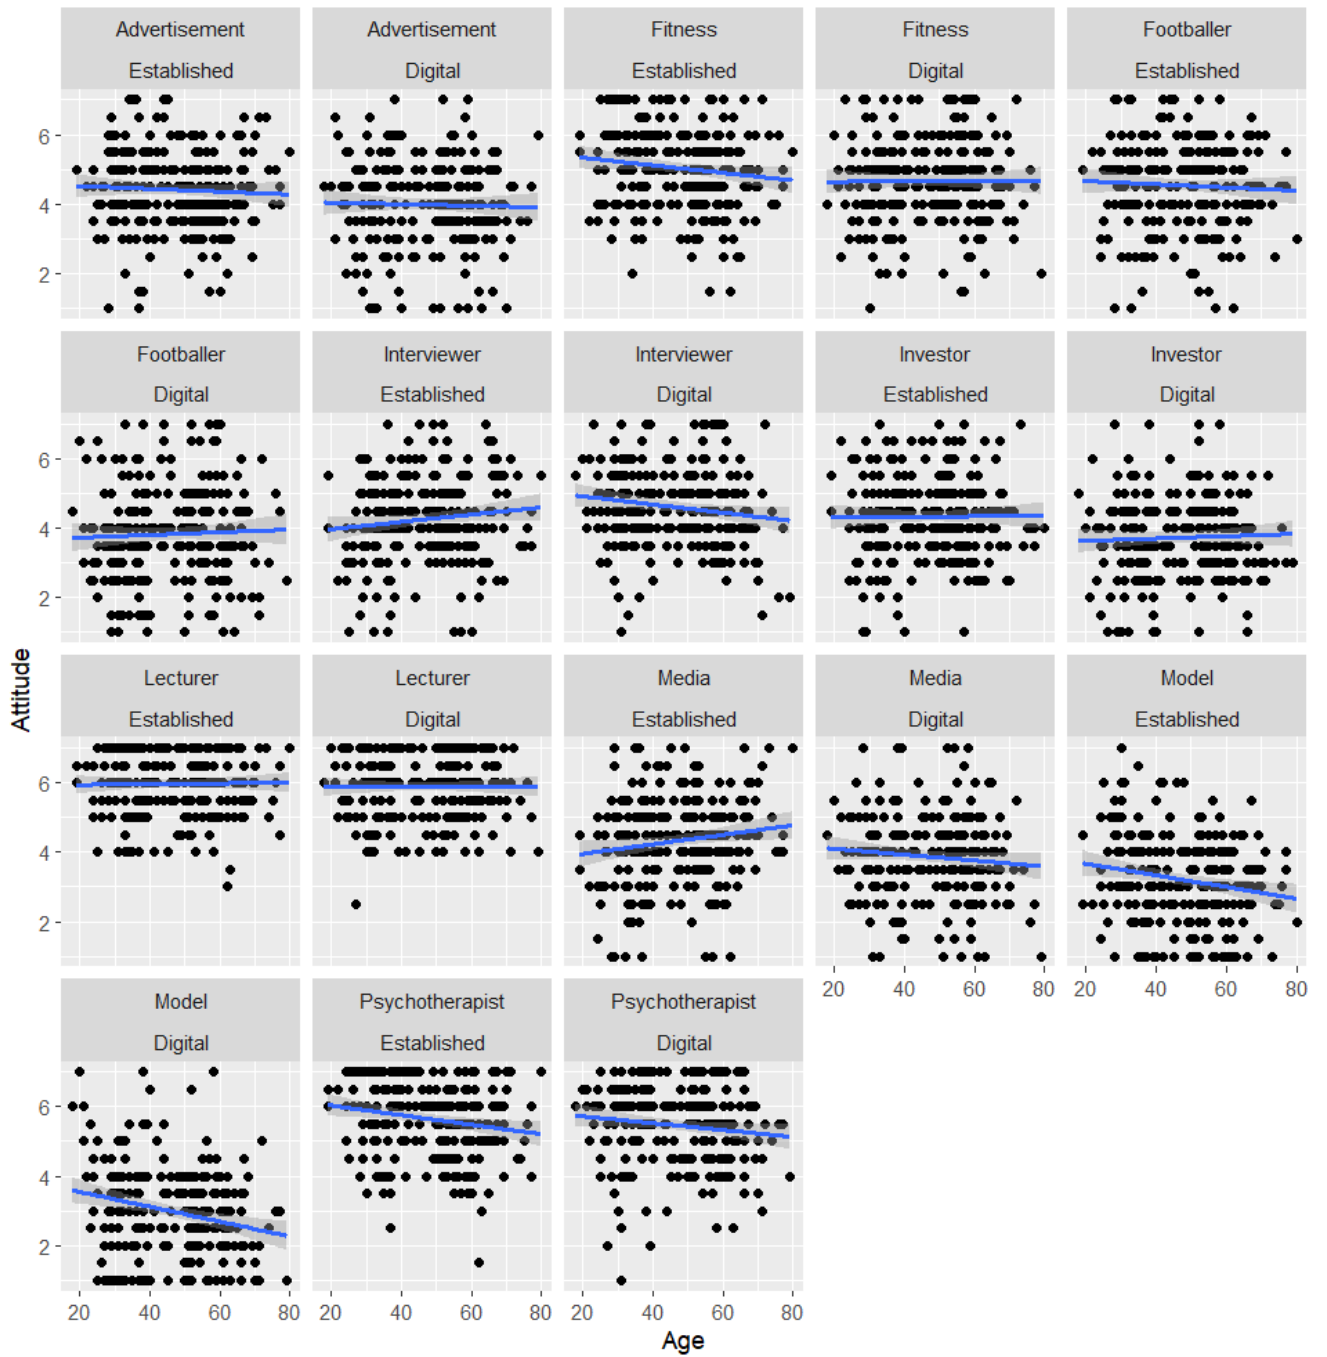 Advertisement Advertisement Fitness Fitness Footballer
Established Digital Established Digital Established
6
4
2
Footballer Interviewer Interviewer Investor Investor
Digital Established Digital Established Digital
6
4
2
Lecturer Lecturer Media Media Model
Established Digital Established Digital Established
6
4
2
20 40 60 80 20 40 60 80
Model Psychotherapist Psychotherapist
Digital Established Digital
6
4
2
20 40 60 80 20 40 60 80 20 40 60 80
Age
Attitude